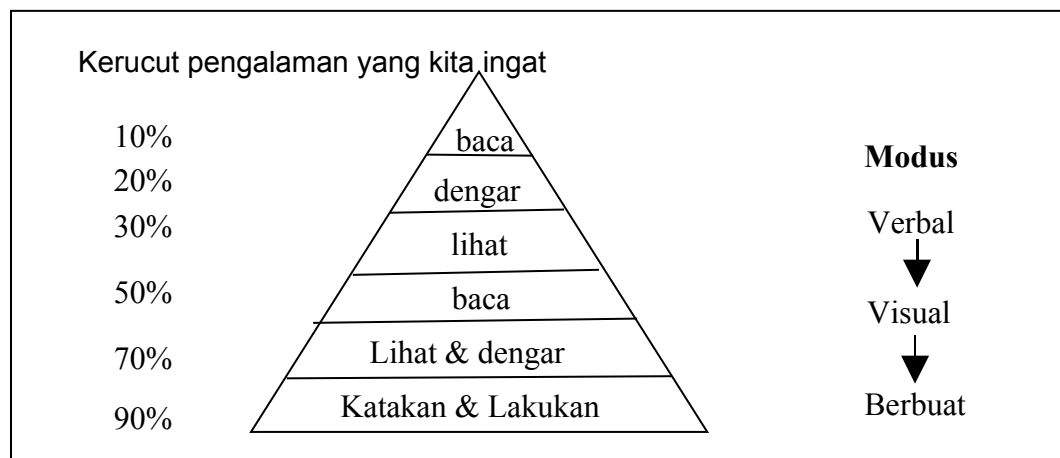 Kerucut pengalaman yang kita ingat
10%
baca
Modus
20%
dengar
30%
lihat
Verbal
50%
baca
Visual
70%
Lihat & dengar
90%
Katakan & Lakukan
Berbuat